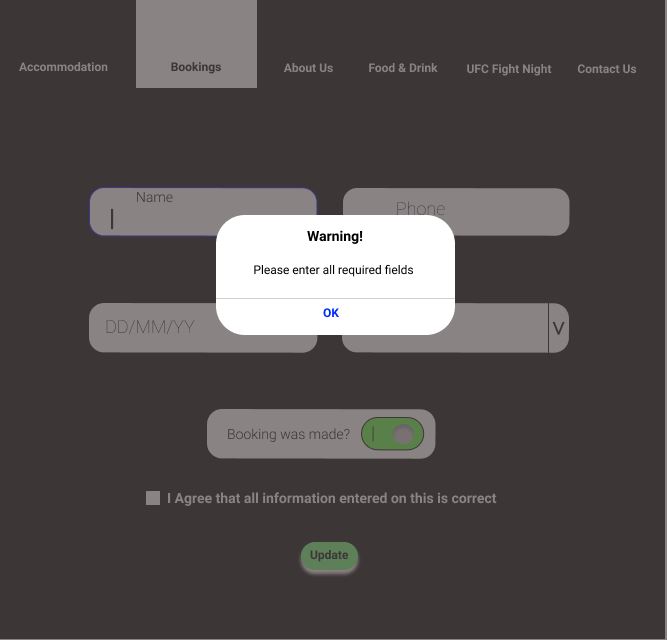 Accommodation
Bookings
About Us
Food & Drink
UFC Fight Night
Contact Us
Name
Phone
Warning!
Please enter all required fields
OK
DD/MM/YY
V
Booking was made?
I Agree that all information entered on this is correct
Update